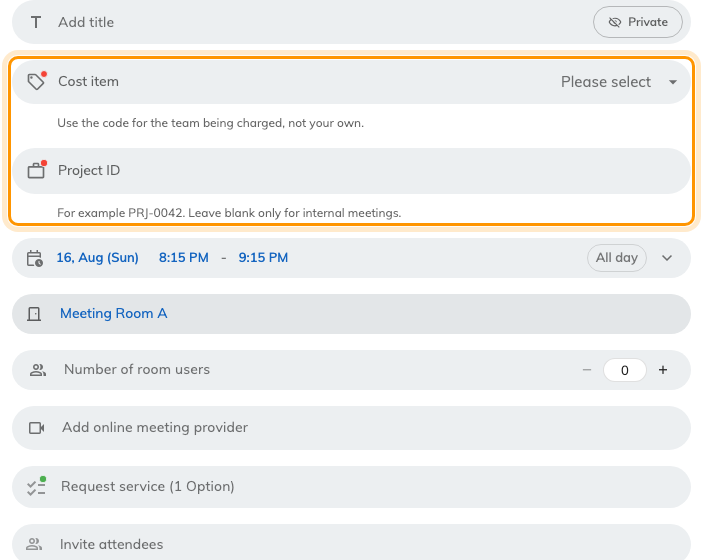 Add title
Private
Cost item
Please select
Use the code for the team being charged, not your own.
Project ID
For example PRJ-0042. Leave blank only for internal meetings.
16, Aug (Sun) 8:15 PM - 9:15 PM
All day
Meeting Room A
Number of room users
− 0 +
Add online meeting provider
Request service (1 Option)
Invite attendees